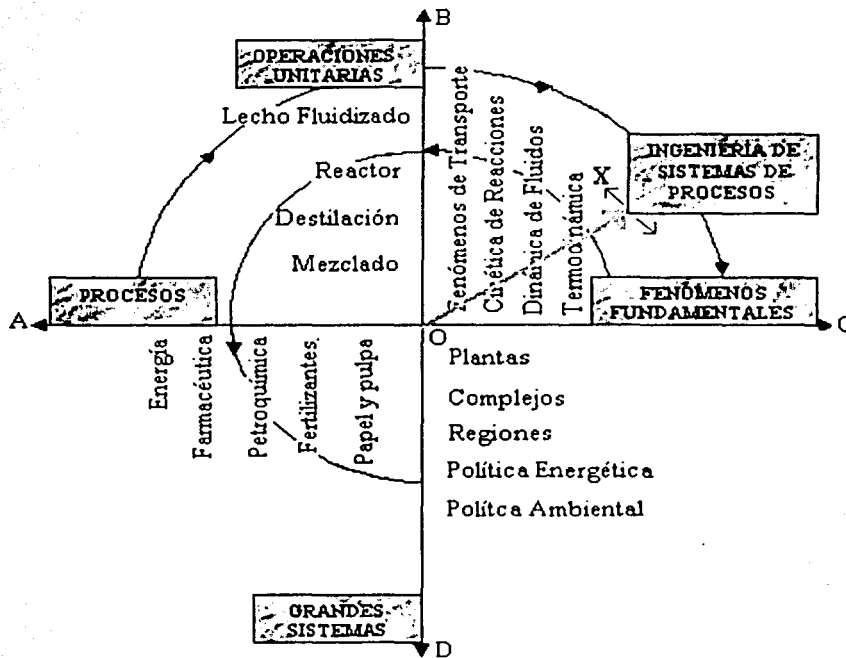 B
OPERACIONES
UNITARIAS
Lecho Fluidizado
Reactor
Destilación
Mezclado
Fenómenos de Transporte
Cinética de Reacciones
Dinámica de Fluidos
Termodinámica
INGENIERÍA DE
SISTEMAS DE
PROCESOS
X
A
PROCESOS
FENÓMENOS
FUNDAMENTALES
C
O
Energía
Farmacéutica
Petroquímica
Fertilizantes
Papel y pulpa
Plantas
Complejos
Regiones
Política Energética
Polítca Ambiental
GRANDES
SISTEMAS
D